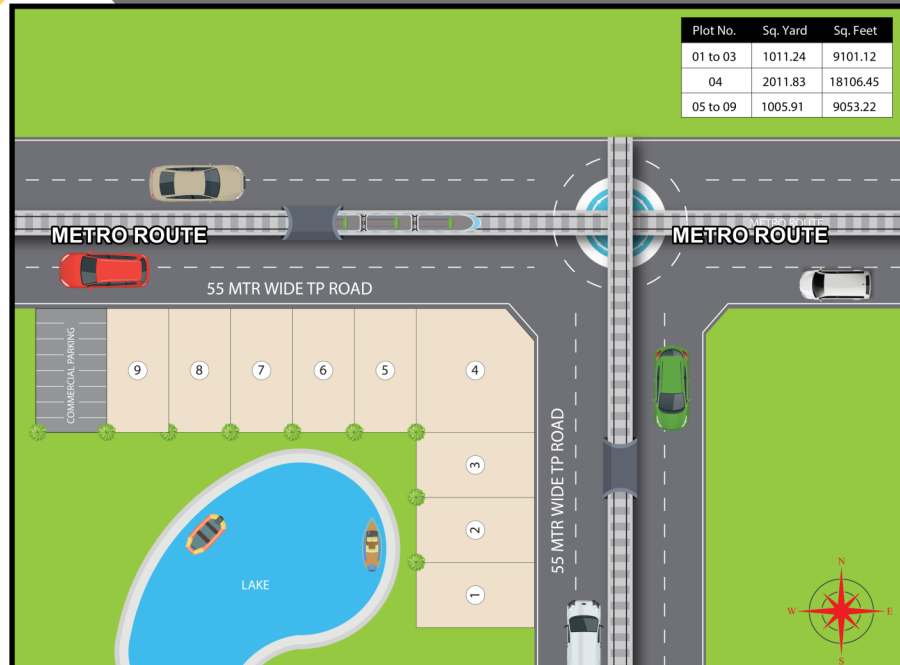 Plot No. Sq. Yard Sq. Feet
01 to 03 1011.24 9101.12
04 2011.83 18106.45
05 to 09 1005.91 9053.22
METRO ROUTE
METRO ROUTE
METRO ROUTE
55 MTR WIDE TP ROAD
COMMERCIAL PARKING
9 8 7 6 5 4
3
2
1
55 MTR WIDE TP ROAD
LAKE
N
W E
S